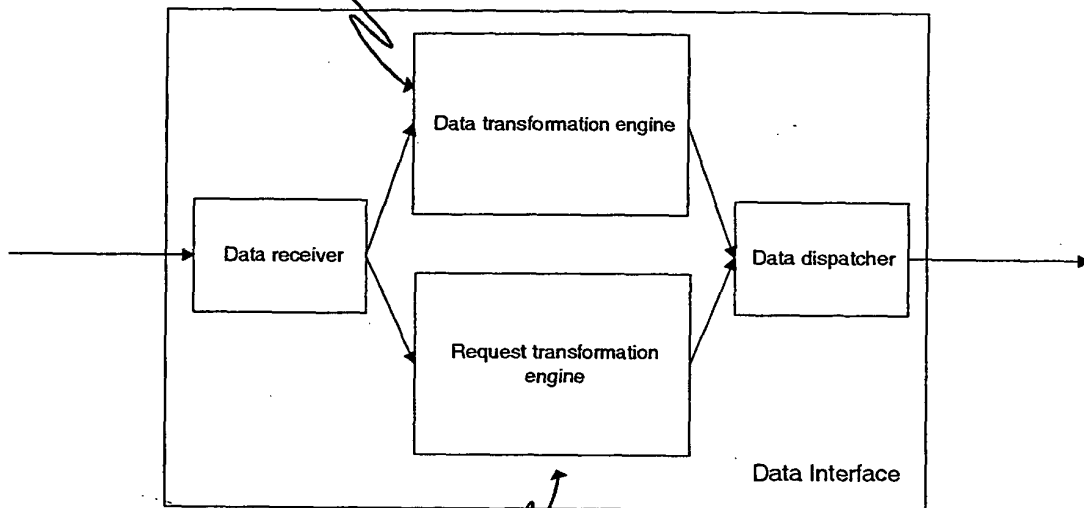 Data transformation engine
Data receiver
Data dispatcher
Request transformation
engine
Data Interface